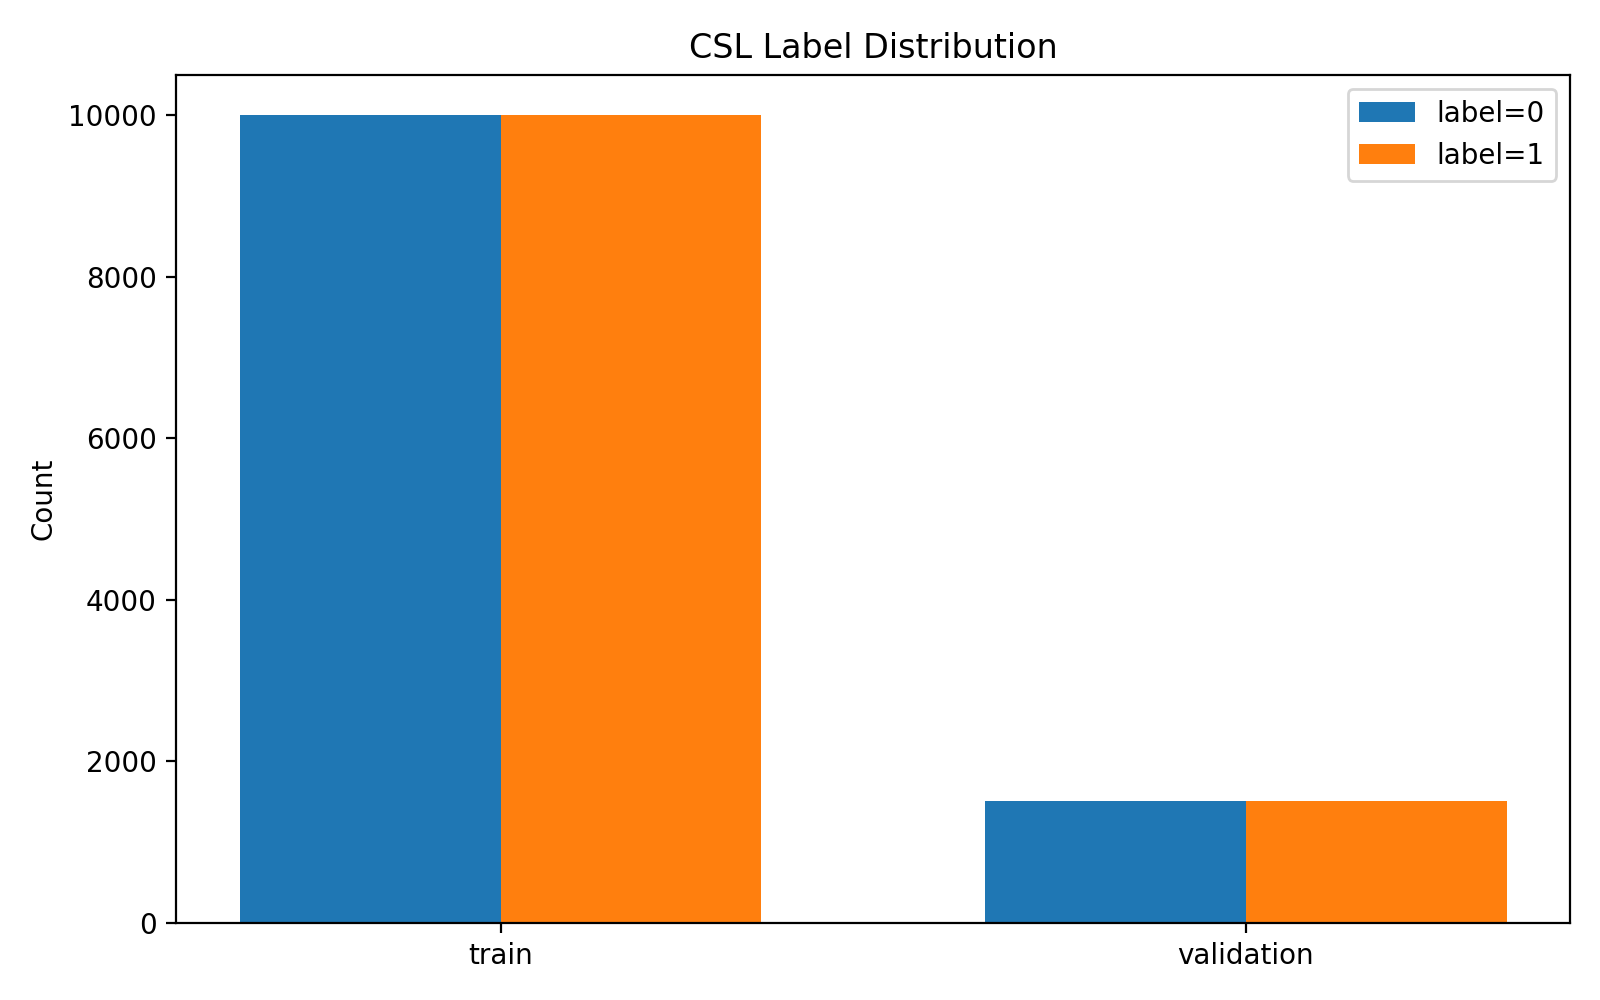 CSL Label Distribution
label=0
label=1
10000
8000
6000
4000
2000
0
Count
train
validation